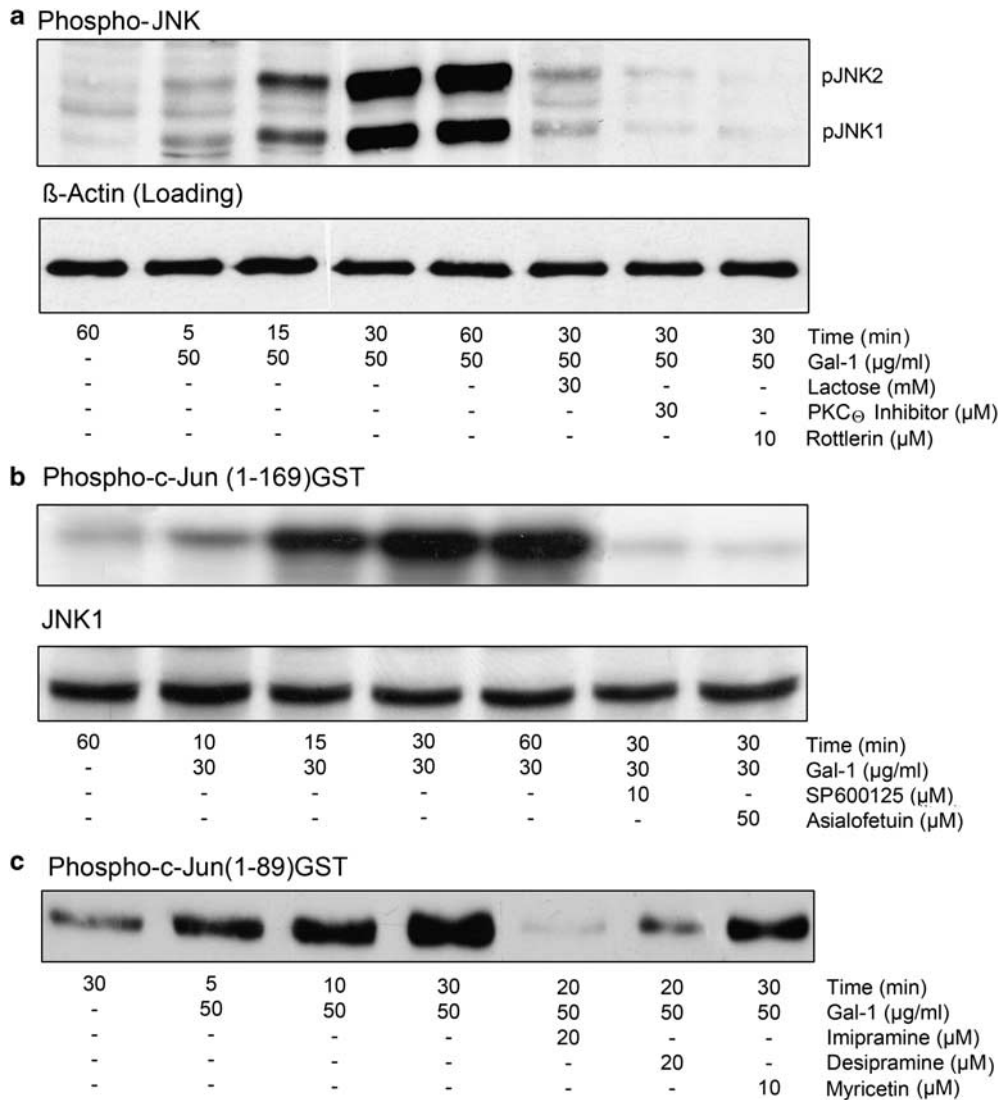 a Phospho-JNK
pJNK2
pJNK1
ß-Actin (Loading)
60 5 15 30 60 30 30 30 Time (min)
- 50 50 50 50 50 50 50 Gal-1 (µg/ml)
- - - - - 30 - - Lactose (mM)
- - - - - - 30 - PKCΘ Inhibitor (µM)
- - - - - - - 10 Rottlerin (µM)
b Phospho-c-Jun (1-169)GST
JNK1
60 10 15 30 60 30 30 Time (min)
- 30 30 30 30 30 30 Gal-1 (µg/ml)
- - - - - 10 - SP600125 (µM)
- - - - - - 50 Asialofetuin (µM)
c Phospho-c-Jun(1-89)GST
30 5 10 30 20 20 30 Time (min)
- 50 50 50 50 50 50 Gal-1 (µg/ml)
- - - - 20 - - Imipramine (µM)
- - - - - 20 - Desipramine (µM)
- - - - - - 10 Myricetin (µM)